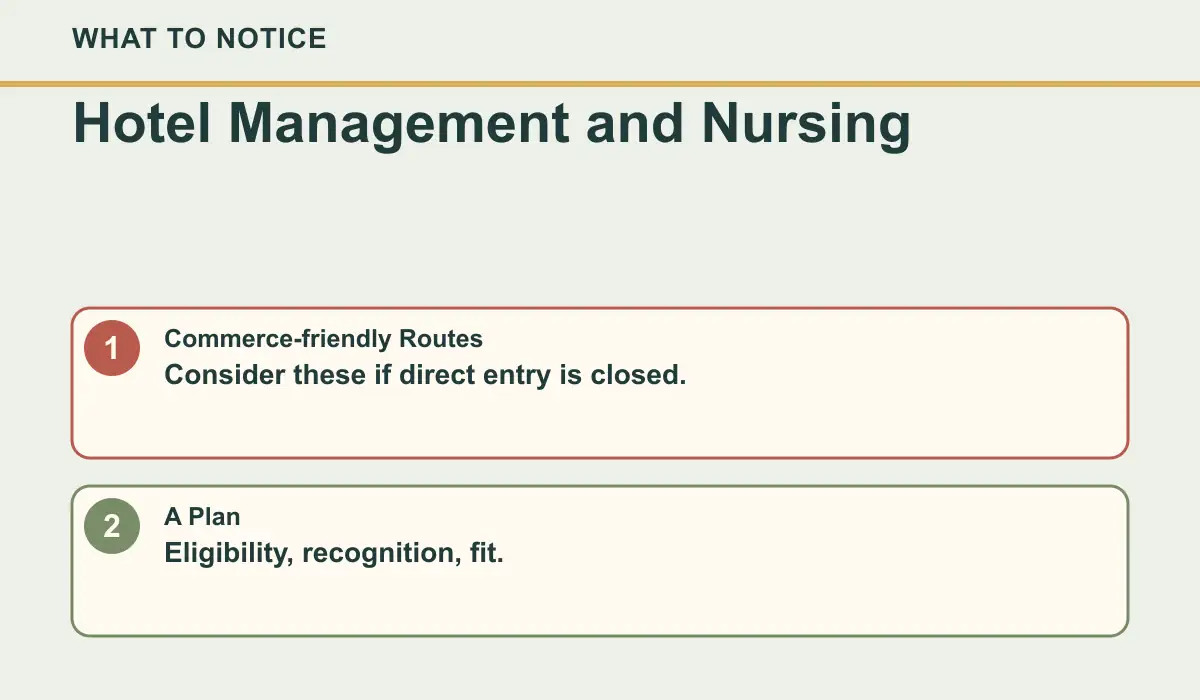 WHAT TO NOTICE
Hotel Management and Nursing
1
Commerce-friendly Routes
Consider these if direct entry is closed.
2
A Plan
Eligibility, recognition, fit.